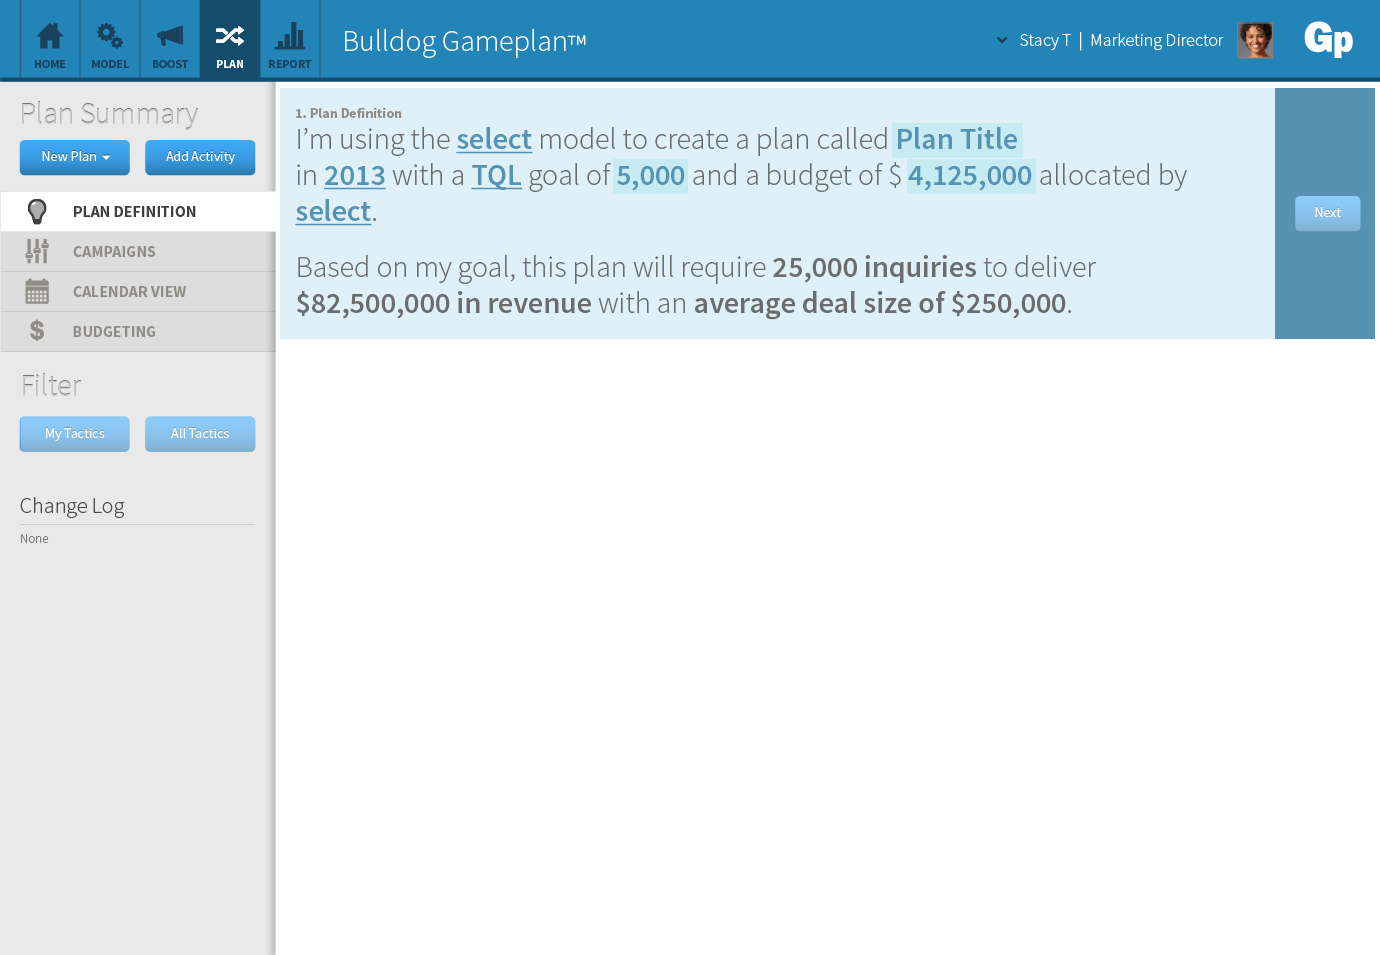 HOME
MODEL
BOOST
PLAN
REPORT
Bulldog Gameplan™
Stacy T | Marketing Director
Gp
Plan Summary
New Plan
Add Activity
PLAN DEFINITION
CAMPAIGNS
CALENDAR VIEW
BUDGETING
Filter
My Tactics
All Tactics
Change Log
None
1. Plan Definition
I’m using the select model to create a plan called Plan Title
in 2013 with a TQL goal of 5,000 and a budget of $ 4,125,000 allocated by
select.
Based on my goal, this plan will require 25,000 inquiries to deliver
$82,500,000 in revenue with an average deal size of $250,000.
Next